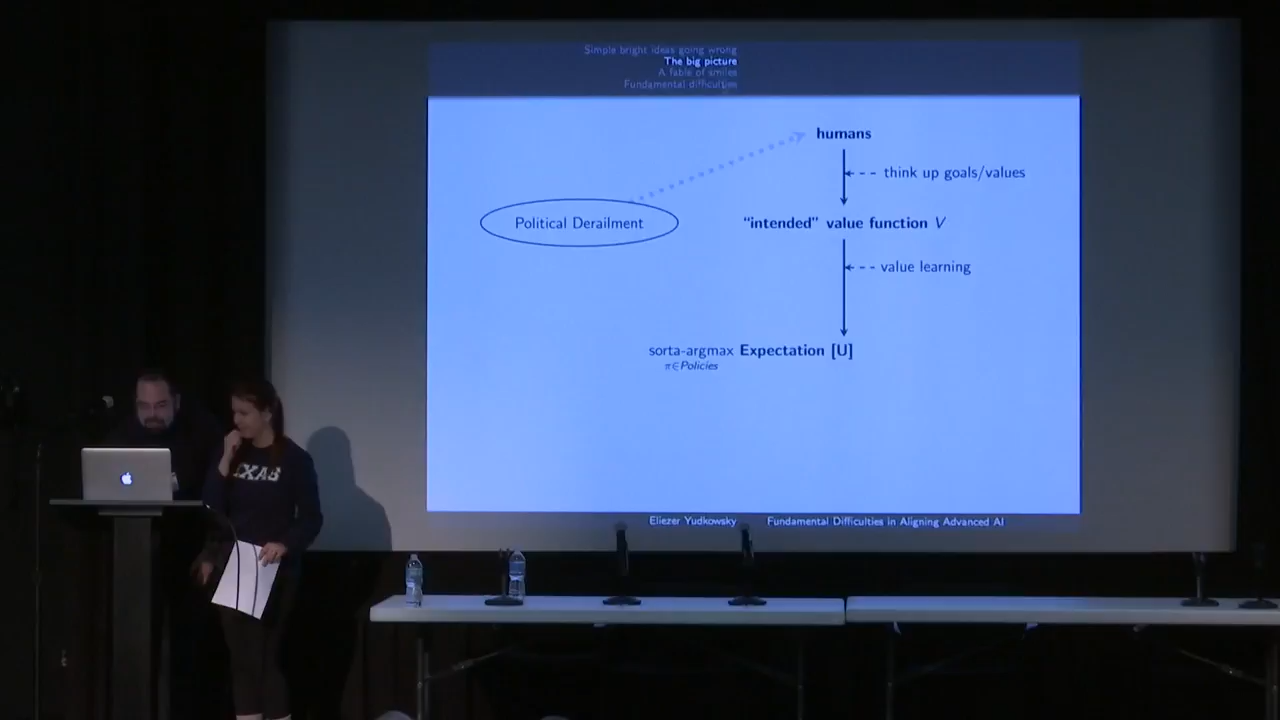 Simple bright ideas going wrong
The big picture
A fable of smiles
Fundamental difficulties
humans
think up goals/values
Political Derailment
“intended” value function V
value learning
sorta-argmax Expectation [U]
π∈Policies
Eliezer Yudkowsky Fundamental Difficulties in Aligning Advanced AI